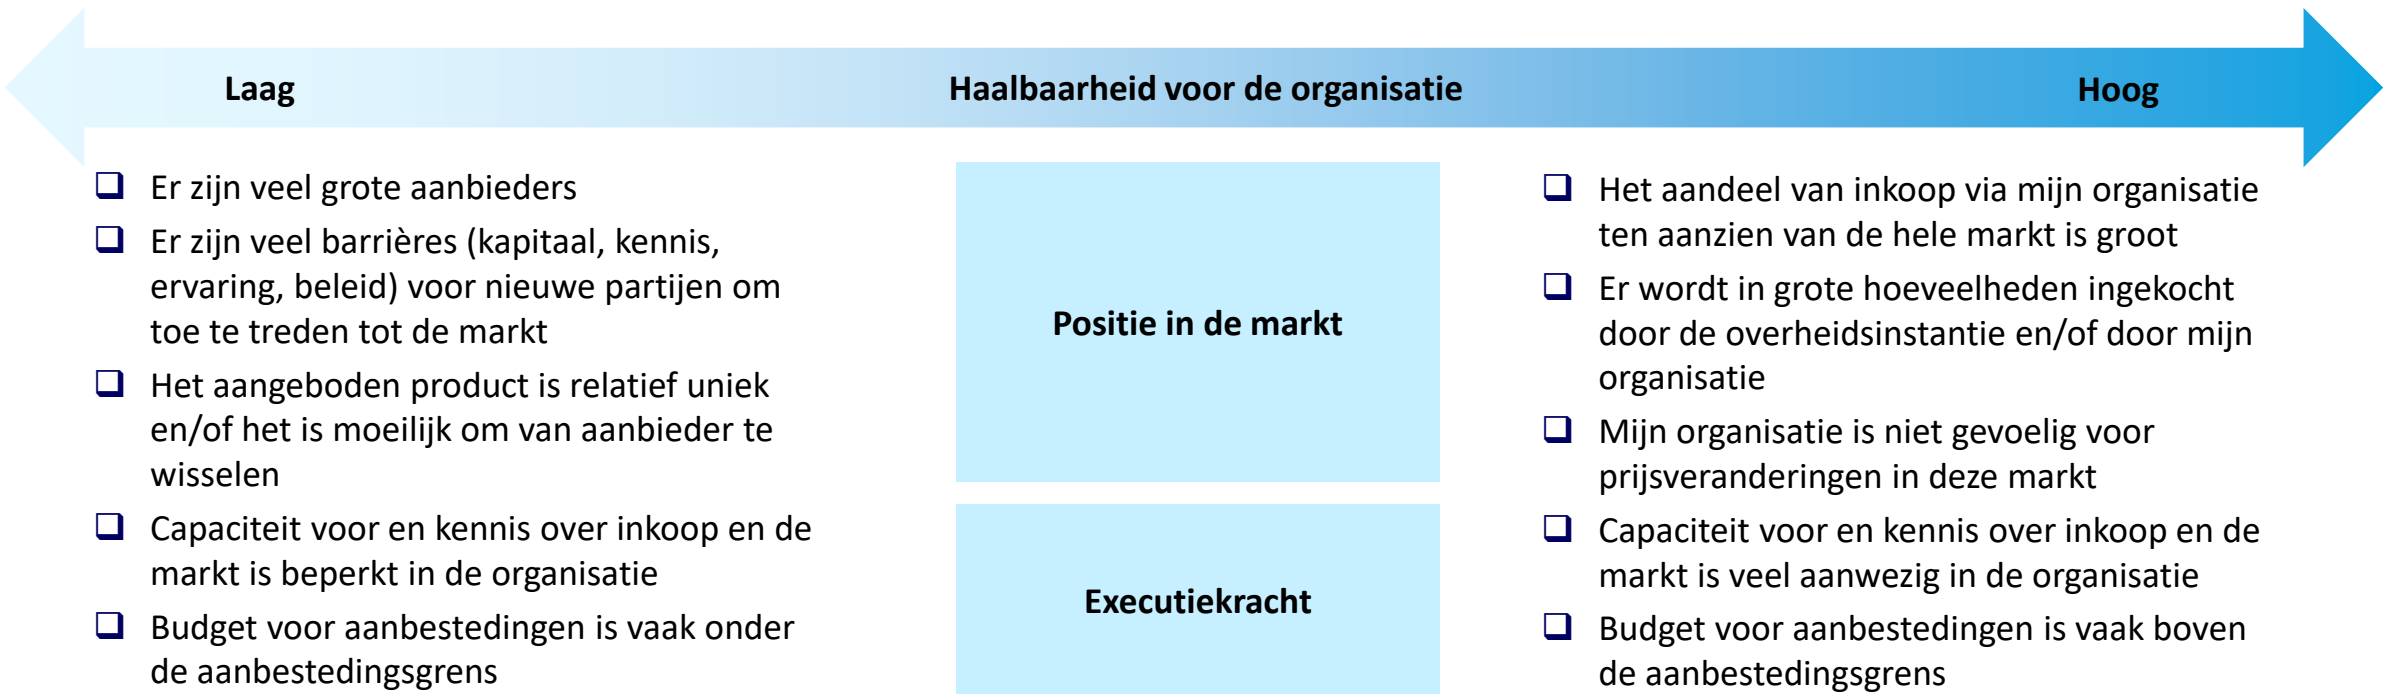 Laag
Haalbaarheid voor de organisatie
Hoog
Er zijn veel grote aanbieders
Er zijn veel barrières (kapitaal, kennis,
ervaring, beleid) voor nieuwe partijen om
toe te treden tot de markt
Het aangeboden product is relatief uniek
en/of het is moeilijk om van aanbieder te
wisselen
Capaciteit voor en kennis over inkoop en de
markt is beperkt in de organisatie
Budget voor aanbestedingen is vaak onder
de aanbestedingsgrens
Positie in de markt
Executiekracht
Het aandeel van inkoop via mijn organisatie
ten aanzien van de hele markt is groot
Er wordt in grote hoeveelheden ingekocht
door de overheidsinstantie en/of door mijn
organisatie
Mijn organisatie is niet gevoelig voor
prijsveranderingen in deze markt
Capaciteit voor en kennis over inkoop en de
markt is veel aanwezig in de organisatie
Budget voor aanbestedingen is vaak boven
de aanbestedingsgrens